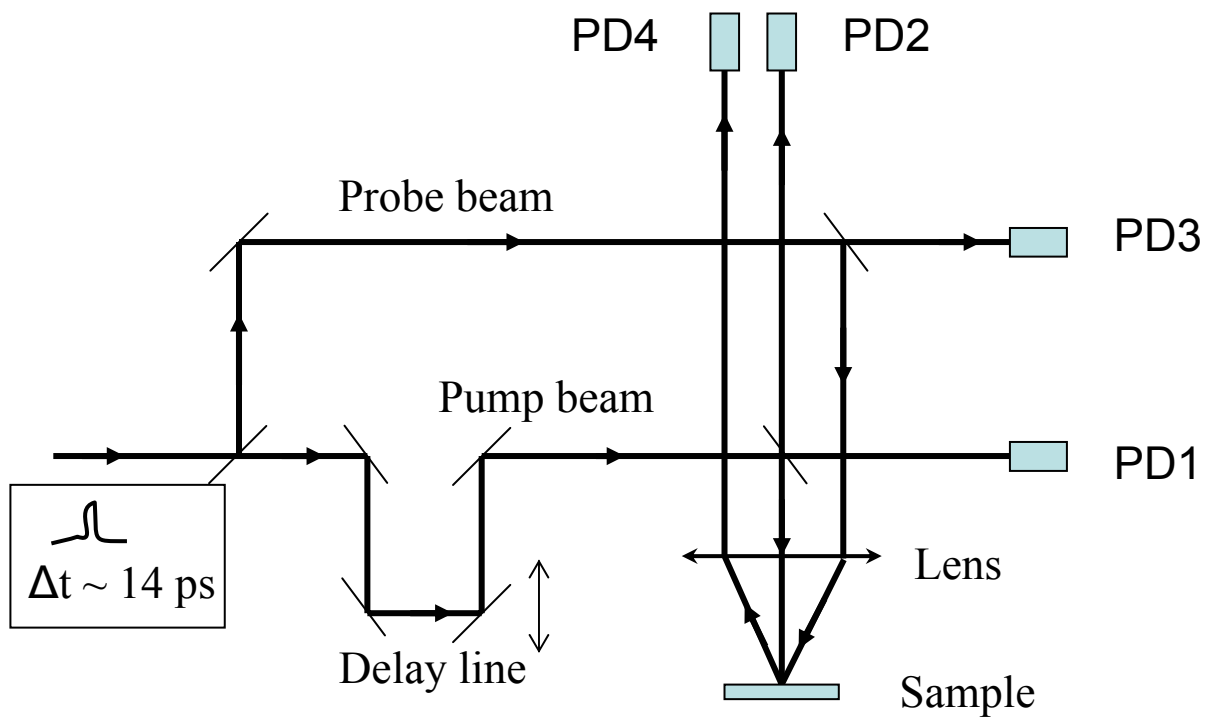 PD4
PD2
Probe beam
PD3
Pump beam
PD1
Δt ~ 14 ps
Lens
Delay line
Sample